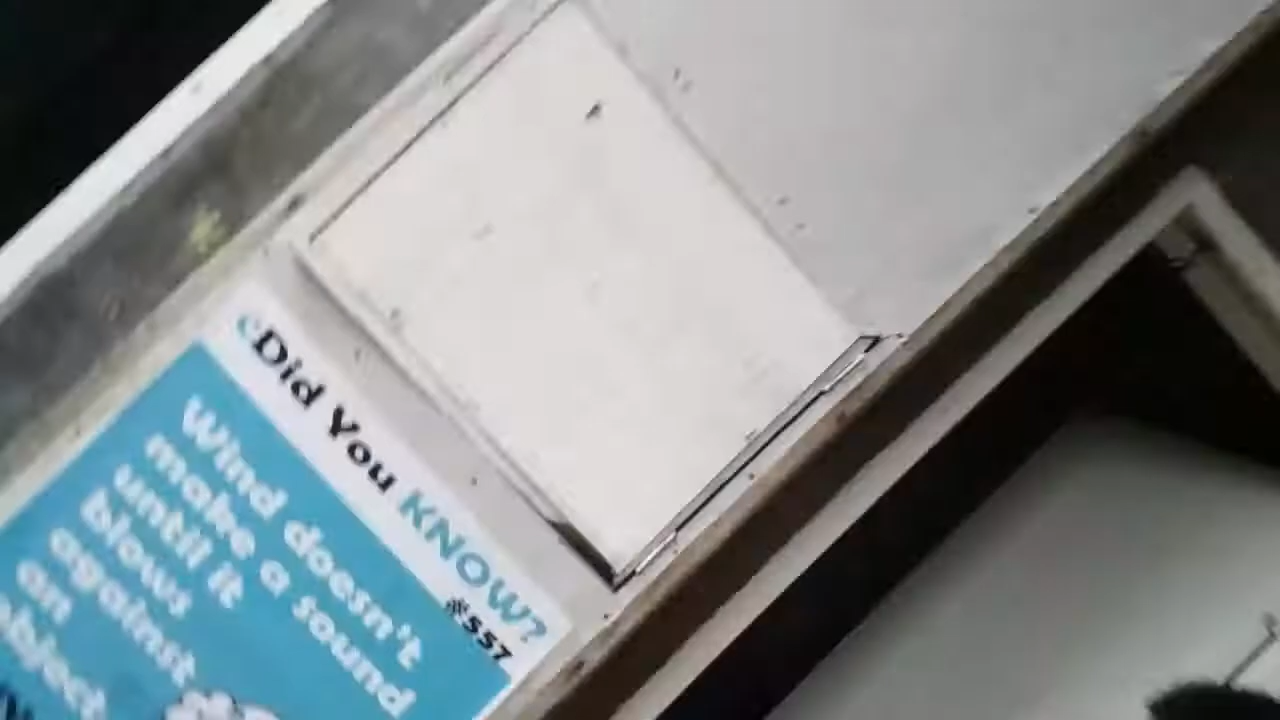 Did You KNOW?
#557
Wind doesn't
make a sound
until it
blows
against
an
object